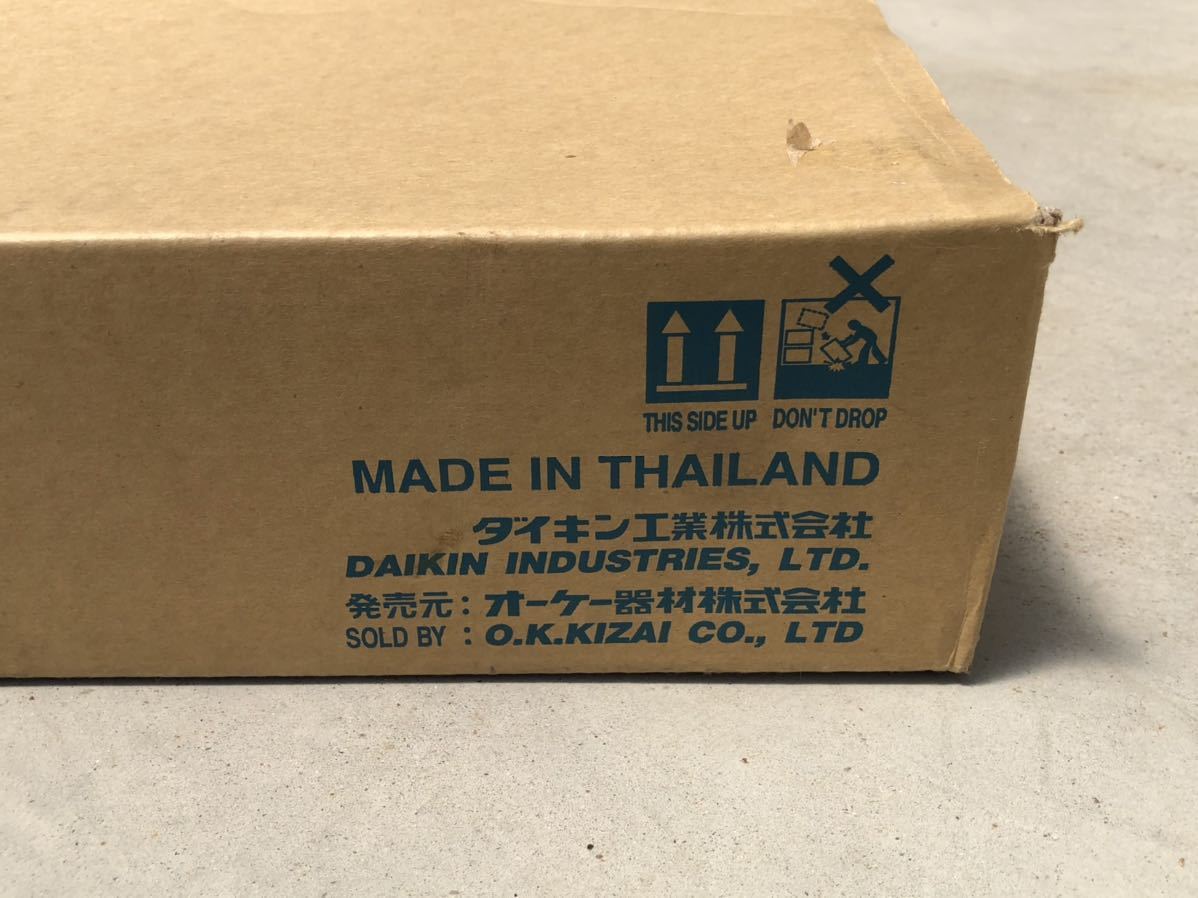 THIS SIDE UP DON'T DROP
MADE IN THAILAND
ダイキン工業株式会社
DAIKIN INDUSTRIES, LTD.
発売元：オーケー器材株式会社
SOLD BY : O.K.KIZAI CO., LTD